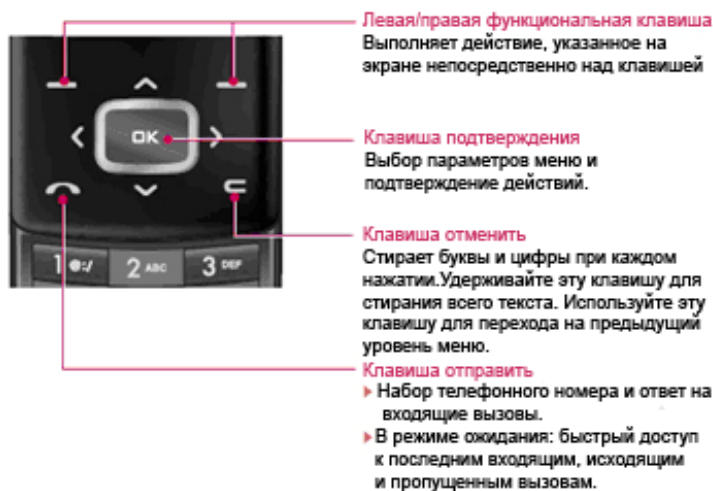 Левая/правая функциональная клавиша
Выполняет действие, указанное на
экране непосредственно над клавишей
OK
Клавиша подтверждения
Выбор параметров меню и
подтверждение действий.
Клавиша отменить
Стирает буквы и цифры при каждом
нажатии.Удерживайте эту клавишу для
стирания всего текста. Используйте эту
клавишу для перехода на предыдущий
уровень меню.
1 @:/ 2 ABC 3 DEF
Клавиша отправить
Набор телефонного номера и ответ на
входящие вызовы.
В режиме ожидания: быстрый доступ
к последним входящим, исходящим
и пропущенным вызовам.